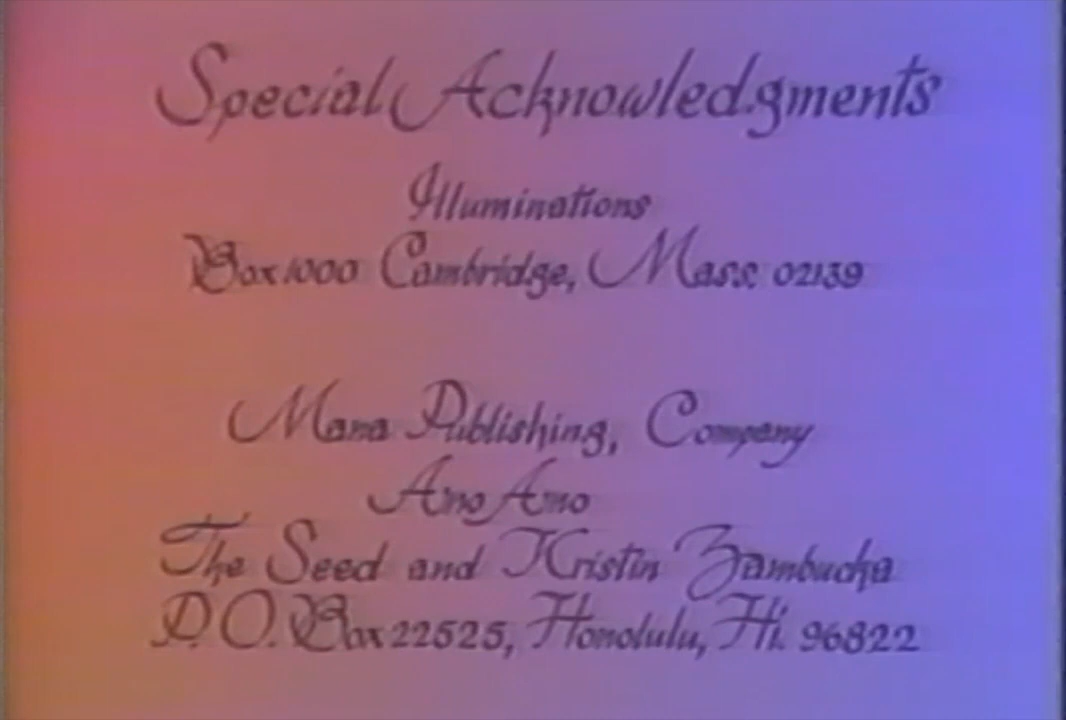 Special Acknowledgments
Illuminations
Box 1000 Cambridge, Mass 02139
Mana Publishing, Company
Ano Ano
The Seed and Kristin Zambucka
P.O. Box 22525, Honolulu, Hi. 96822